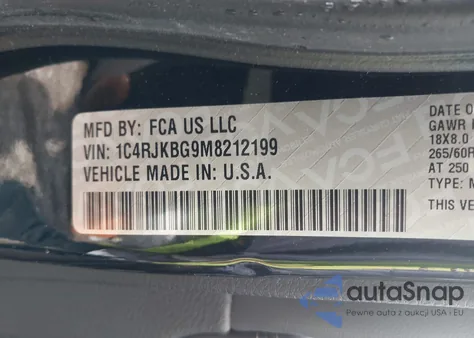 MFD BY: FCA US LLC
VIN: 1C4RJKBG9M8212199
VEHICLE MADE IN: U.S.A.
DATE O
GAWR
18X8.0
265/60R
AT 250
TYPE:
THIS VE
autoSnap
Pewne auta z aukcji USA i EU